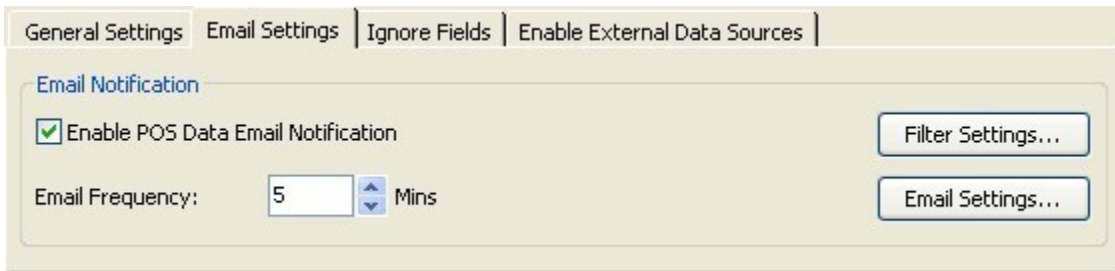 General Settings Email Settings Ignore Fields Enable External Data Sources
Email Notification
Enable POS Data Email Notification Filter Settings...
Email Frequency: 5 Mins Email Settings...